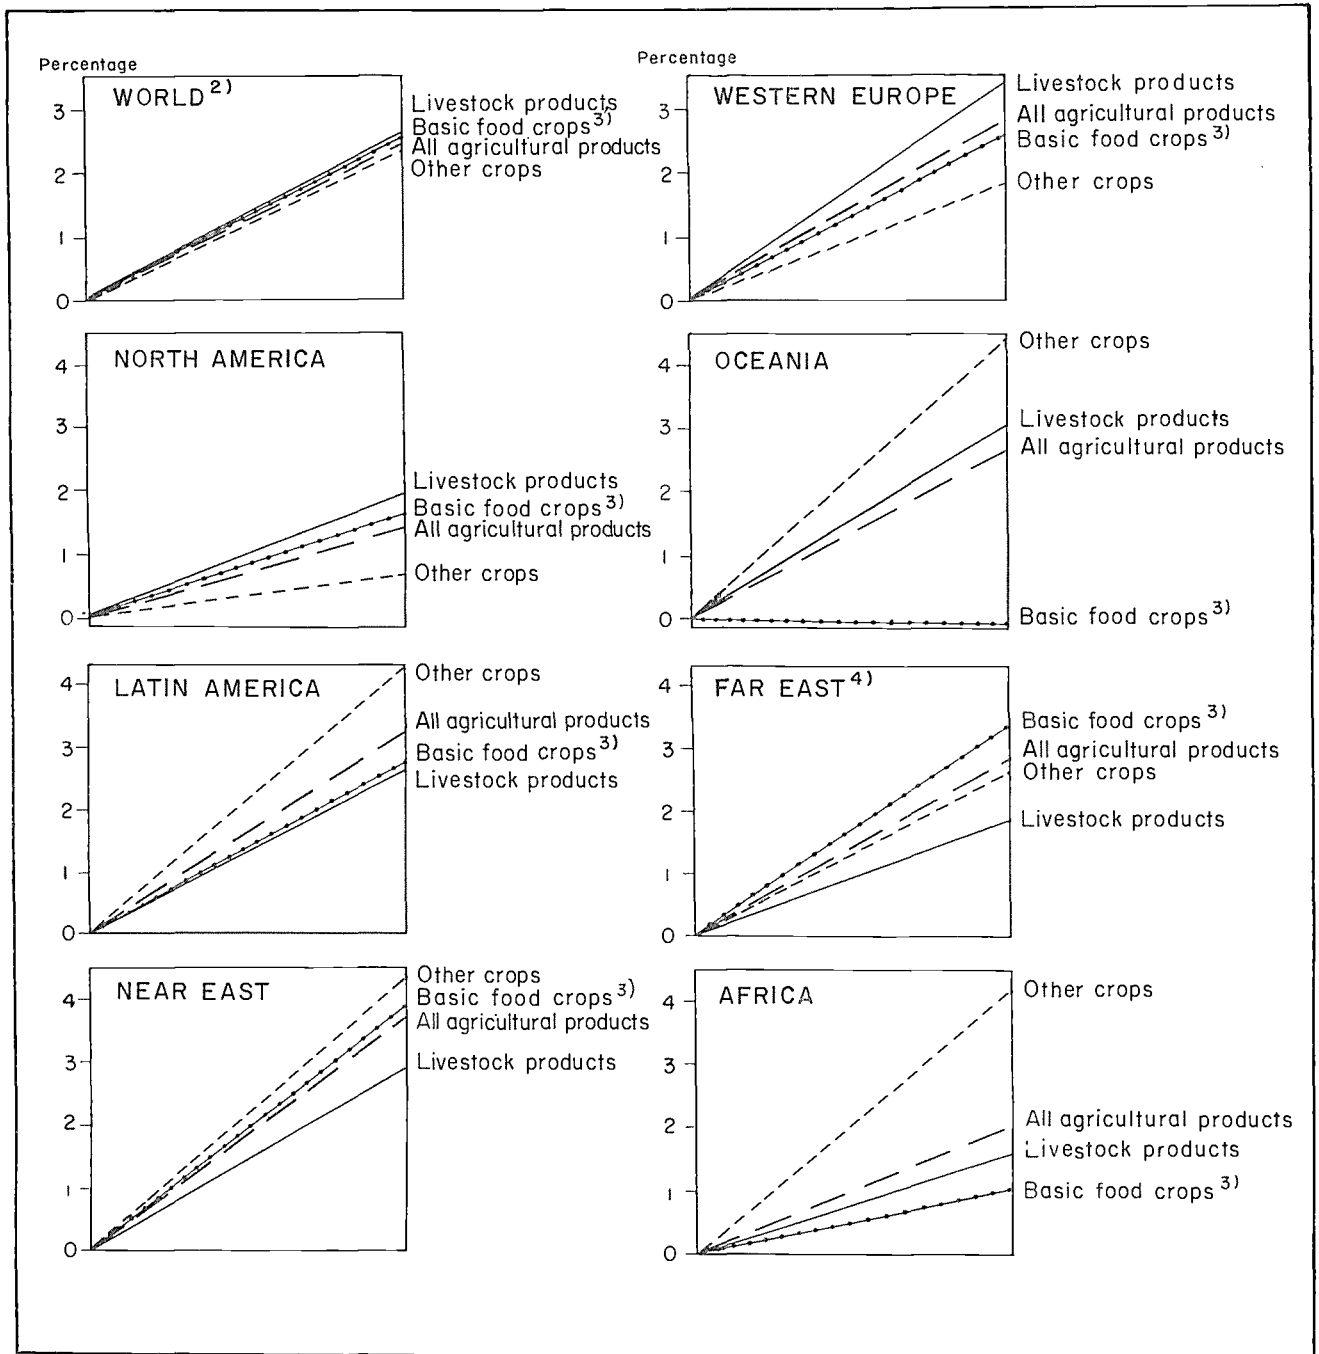 Percentage
WORLD 2)
3
2
1
0
Livestock products
Basic food crops 3)
All agricultural products
Other crops
Percentage
WESTERN EUROPE
3
2
1
0
Livestock products
All agricultural products
Basic food crops 3)
Other crops
NORTH AMERICA
4
3
2
1
0
Livestock products
Basic food crops 3)
All agricultural products
Other crops
OCEANIA
4
3
2
1
0
Other crops
Livestock products
All agricultural products
Basic food crops 3)
LATIN AMERICA
4
3
2
1
0
Other crops
All agricultural products
Basic food crops 3)
Livestock products
FAR EAST 4)
4
3
2
1
0
Basic food crops 3)
All agricultural products
Other crops
Livestock products
NEAR EAST
4
3
2
1
0
Other crops
Basic food crops 3)
All agricultural products
Livestock products
AFRICA
4
3
2
1
0
Other crops
All agricultural products
Livestock products
Basic food crops 3)